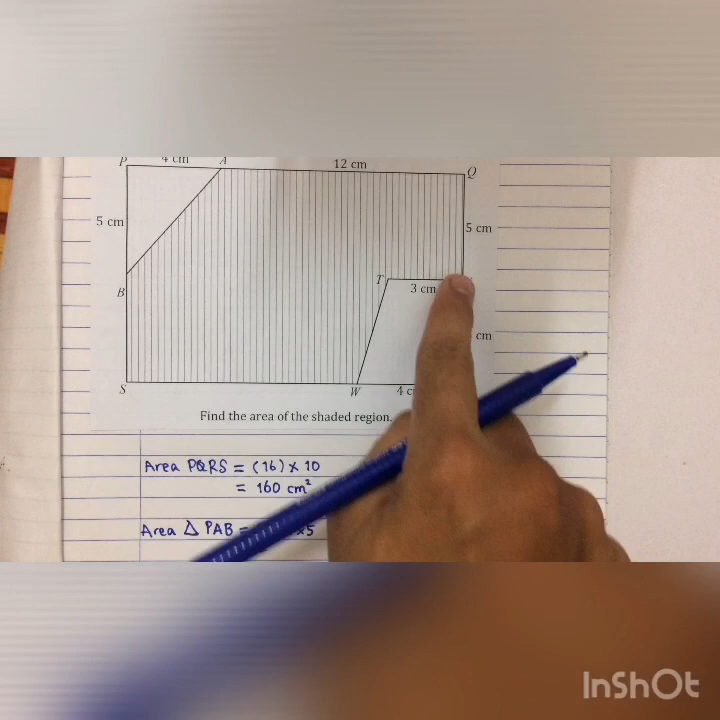 P 4 cm A 12 cm Q
5 cm 5 cm
B T 3 cm
cm
S W 4 c
Find the area of the shaded region.
Area PQRS = (16) × 10
= 160 cm²
Area Δ PAB = ×5
InShOt